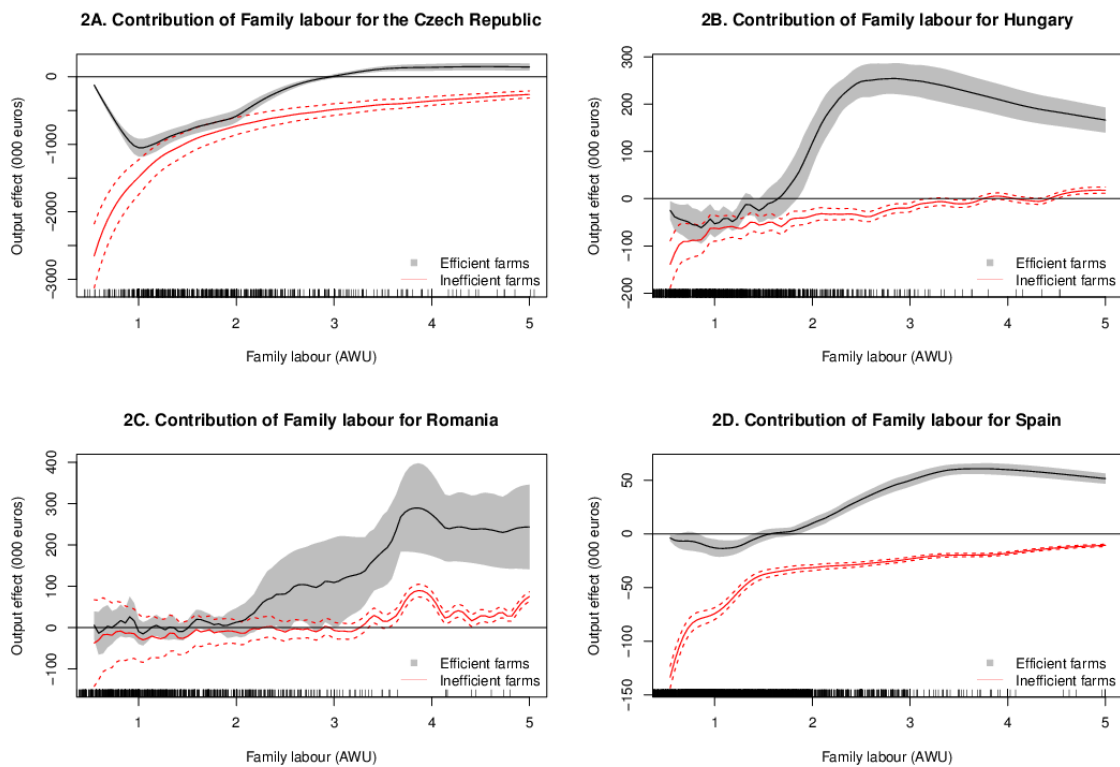 2A. Contribution of Family labour for the Czech Republic
Output effect (000 euros)
0
-1000
-2000
-3000
Efficient farms
Inefficient farms
1 2 3 4 5
Family labour (AWU)
2B. Contribution of Family labour for Hungary
Output effect (000 euros)
300
200
100
0
-100
-200
Efficient farms
Inefficient farms
1 2 3 4 5
Family labour (AWU)
2C. Contribution of Family labour for Romania
Output effect (000 euros)
400
300
200
100
0
-100
Efficient farms
Inefficient farms
1 2 3 4 5
Family labour (AWU)
2D. Contribution of Family labour for Spain
Output effect (000 euros)
50
0
-50
-100
-150
Efficient farms
Inefficient farms
1 2 3 4 5
Family labour (AWU)